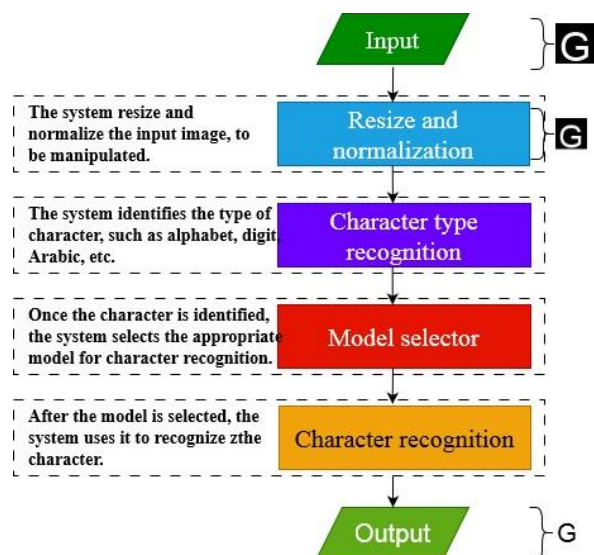 Input
G
The system resize and
normalize the input image, to
be manipulated.
Resize and
normalization
G
The system identifies the type of
character, such as alphabet, digit,
Arabic, etc.
Character type
recognition
Once the character is identified,
the system selects the appropriate
model for character recognition.
Model selector
After the model is selected, the
system uses it to recognize zthe
character.
Character recognition
Output
G